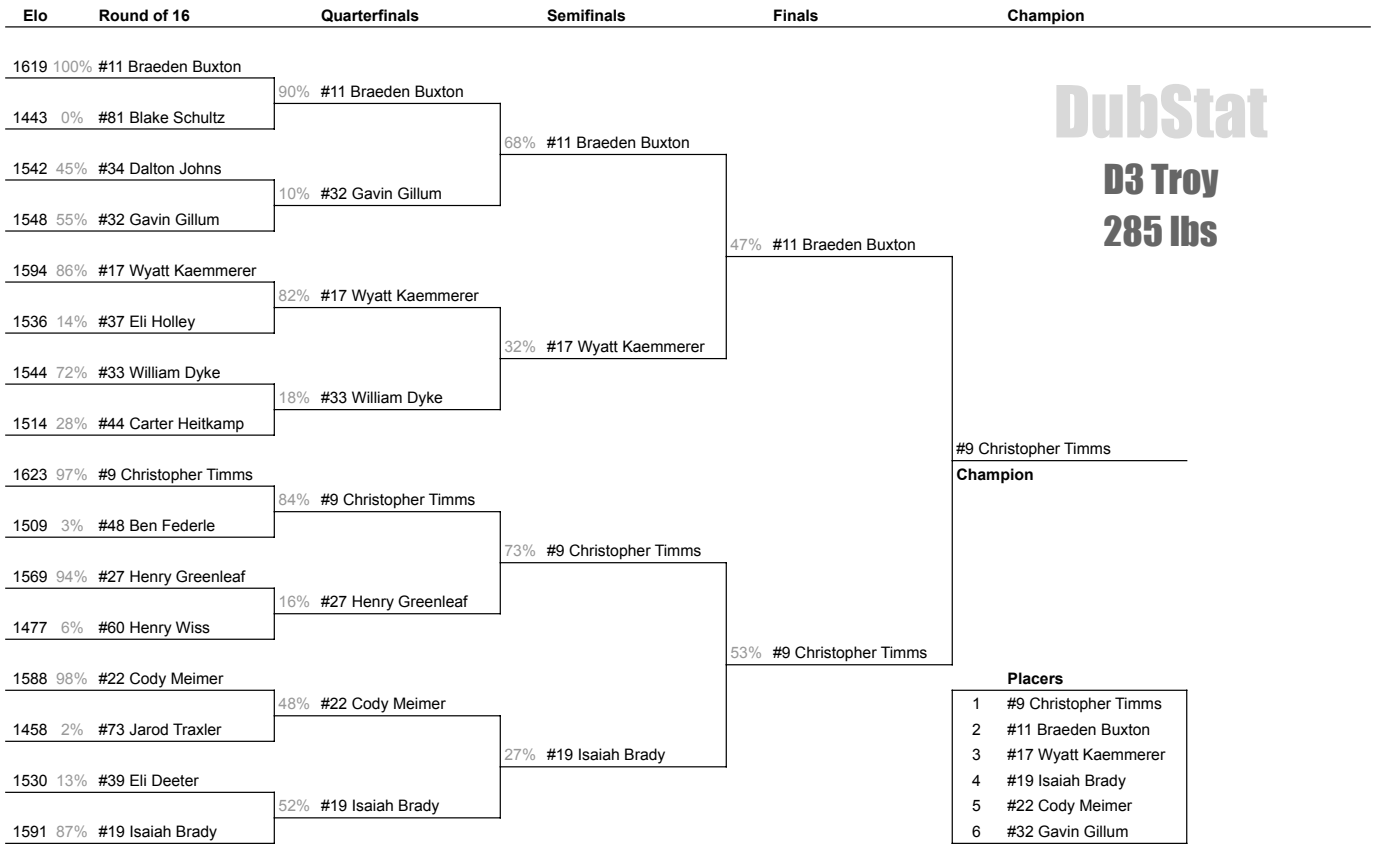 Elo Round of 16 Quarterfinals Semifinals Finals Champion
1619 100% #11 Braeden Buxton
90% #11 Braeden Buxton
1443 0% #81 Blake Schultz
68% #11 Braeden Buxton
1542 45% #34 Dalton Johns
10% #32 Gavin Gillum
1548 55% #32 Gavin Gillum
47% #11 Braeden Buxton
1594 86% #17 Wyatt Kaemmerer
82% #17 Wyatt Kaemmerer
1536 14% #37 Eli Holley
32% #17 Wyatt Kaemmerer
1544 72% #33 William Dyke
18% #33 William Dyke
1514 28% #44 Carter Heitkamp
#9 Christopher Timms
Champion
1623 97% #9 Christopher Timms
84% #9 Christopher Timms
1509 3% #48 Ben Federle
73% #9 Christopher Timms
1569 94% #27 Henry Greenleaf
16% #27 Henry Greenleaf
1477 6% #60 Henry Wiss
53% #9 Christopher Timms
1588 98% #22 Cody Meimer
48% #22 Cody Meimer
1458 2% #73 Jarod Traxler
27% #19 Isaiah Brady
1530 13% #39 Eli Deeter
52% #19 Isaiah Brady
1591 87% #19 Isaiah Brady
DubStat
D3 Troy
285 lbs
Placers
1 #9 Christopher Timms
2 #11 Braeden Buxton
3 #17 Wyatt Kaemmerer
4 #19 Isaiah Brady
5 #22 Cody Meimer
6 #32 Gavin Gillum